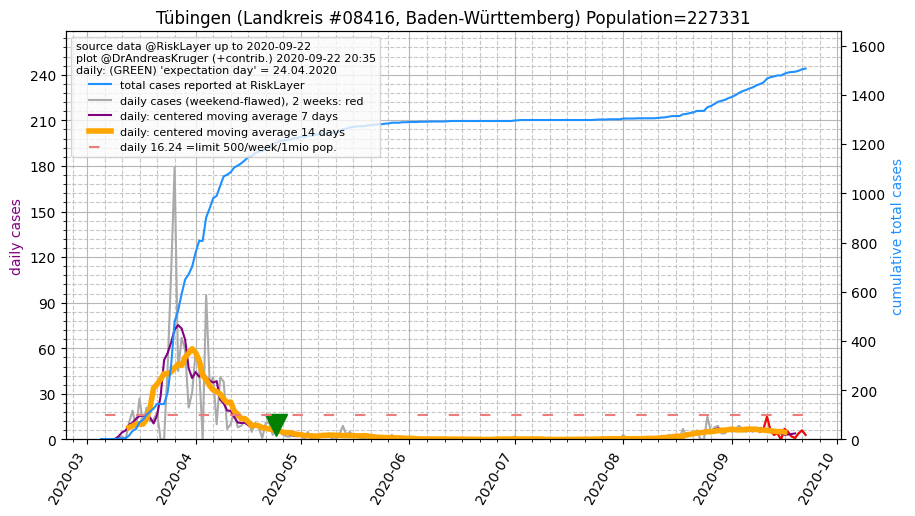 Tübingen (Landkreis #08416, Baden-Württemberg) Population=227331
source data @RiskLayer up to 2020-09-22
plot @DrAndreasKruger (+contrib.) 2020-09-22 20:35
daily: (GREEN) 'expectation day' = 24.04.2020
total cases reported at RiskLayer
daily cases (weekend-flawed), 2 weeks: red
daily: centered moving average 7 days
daily: centered moving average 14 days
daily 16.24 =limit 500/week/1mio pop.
daily cases
240
210
180
150
120
90
60
30
0
cumulative total cases
1600
1400
1200
1000
800
600
400
200
0
2020-03
2020-04
2020-05
2020-06
2020-07
2020-08
2020-09
2020-10